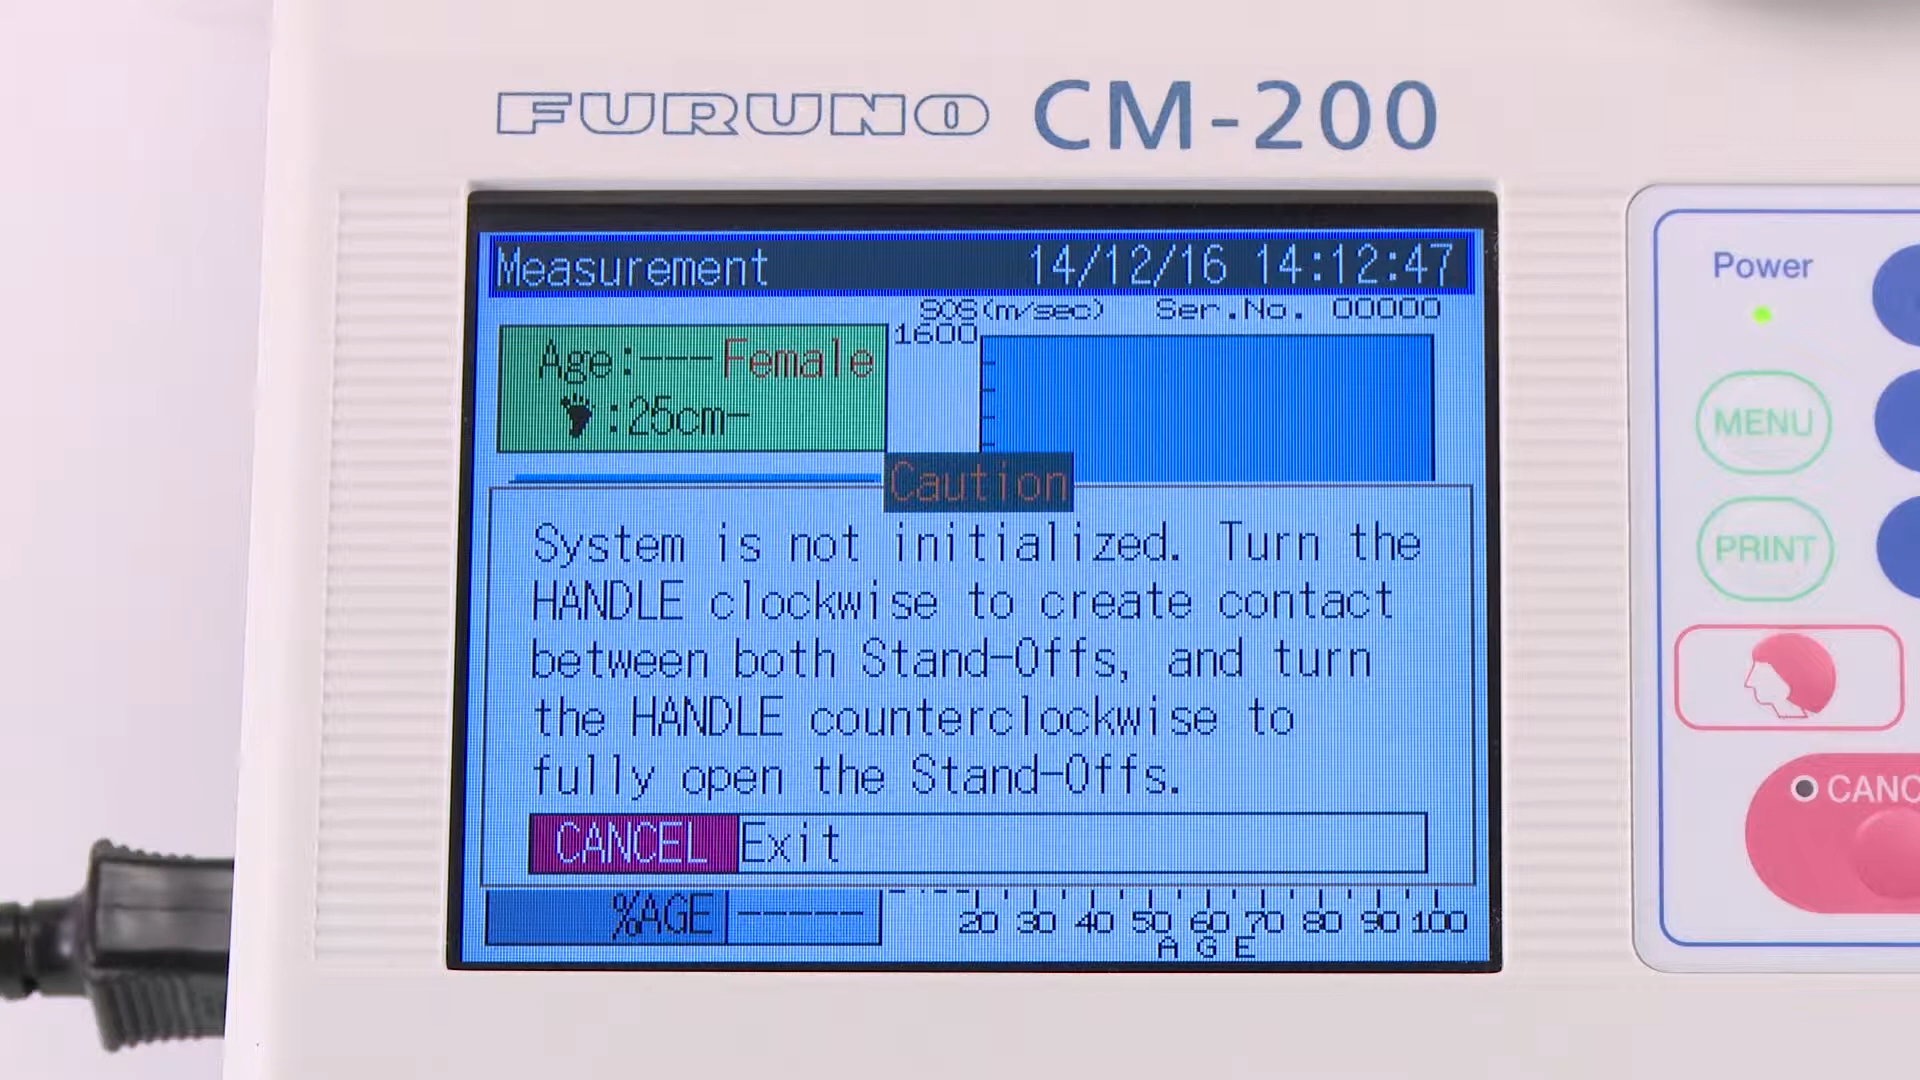 FURUNO CM-200
Measurement 14/12/16 14:12:47
SOS(m/sec) Ser.No. 00000
1600
Age:---Female
:25cm-
Caution
System is not initialized. Turn the
HANDLE clockwise to create contact
between both Stand-Offs, and turn
the HANDLE counterclockwise to
fully open the Stand-Offs.
CANCEL Exit
%AGE -----
20 30 40 50 60 70 80 90 100
AGE
Power
MENU
PRINT
CANC